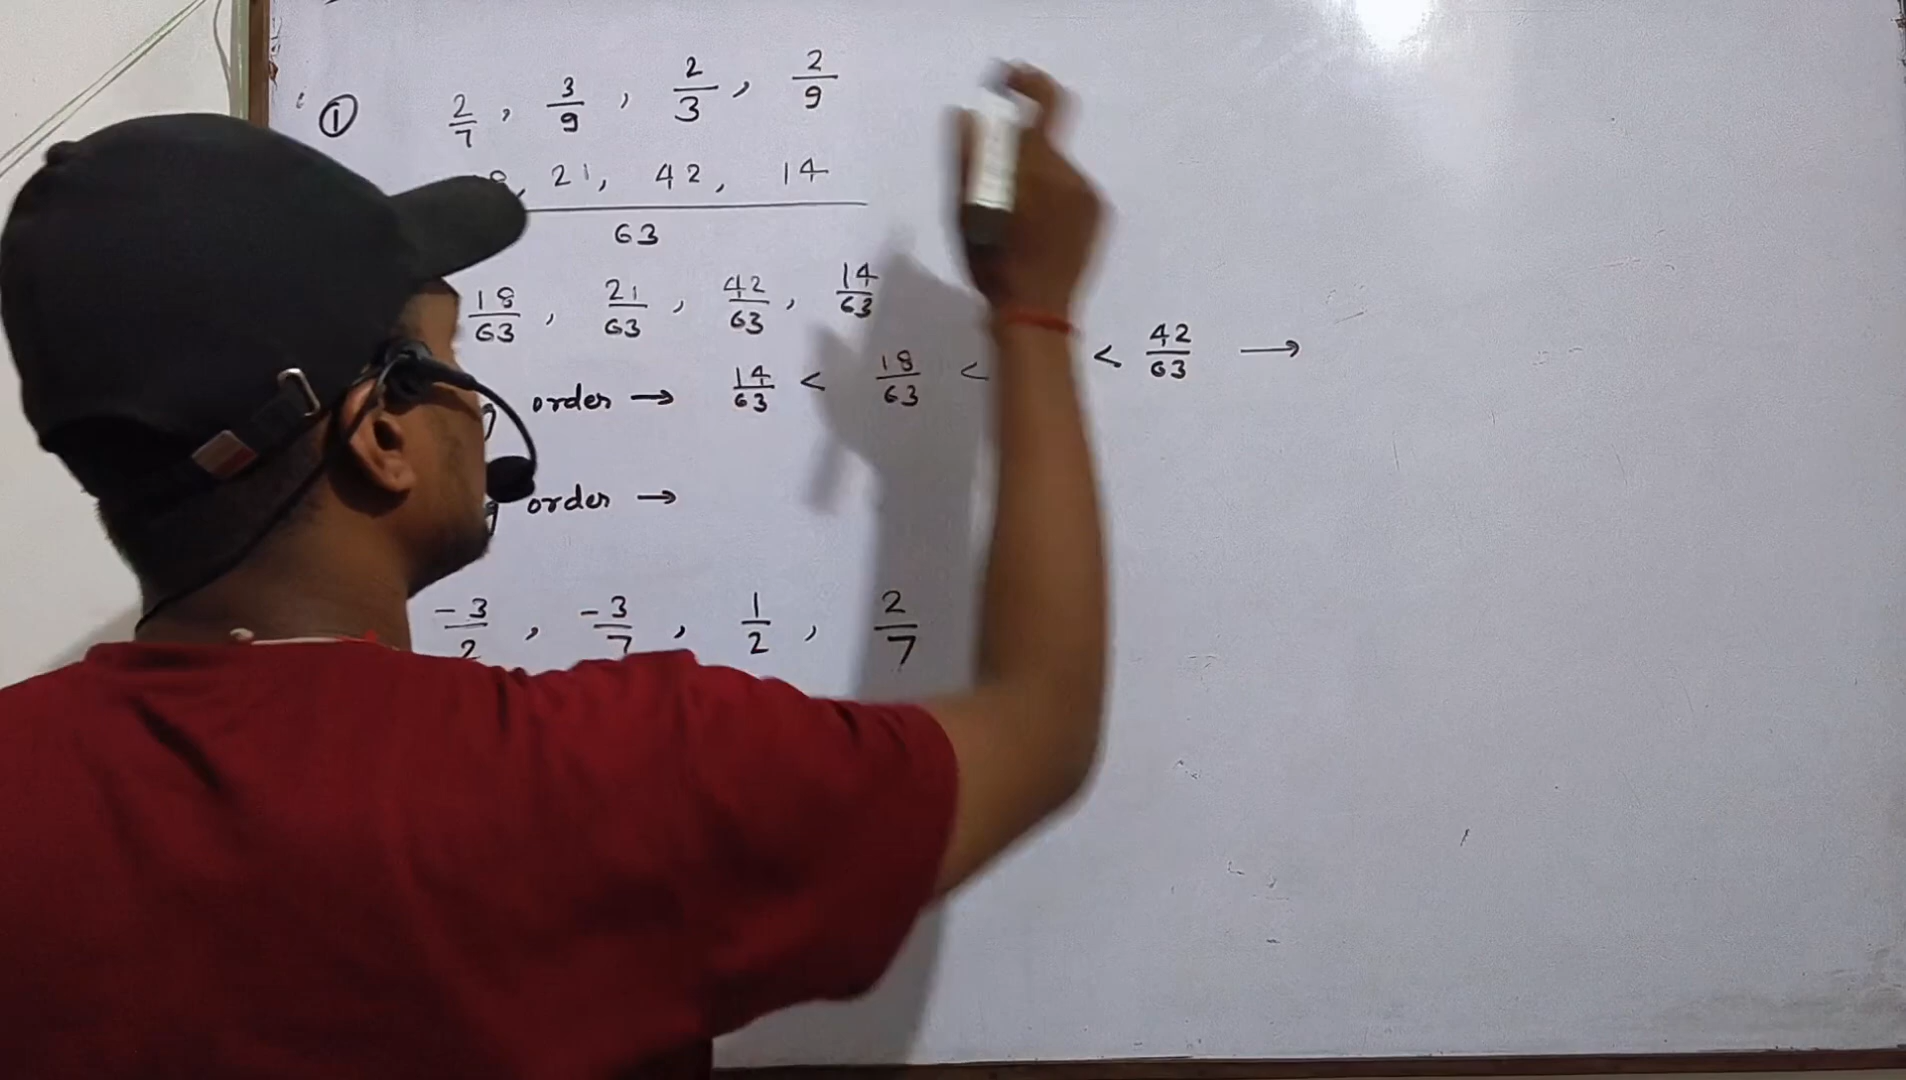 ① 2/7 , 3/9 , 2/3 , 2/9
21, 42, 14
63
18/63 , 21/63 , 42/63 , 14/63
order → 14/63 < 18/63 < < 42/63 →
order →
-3/2 , -3/7 , 1/2 , 2/7